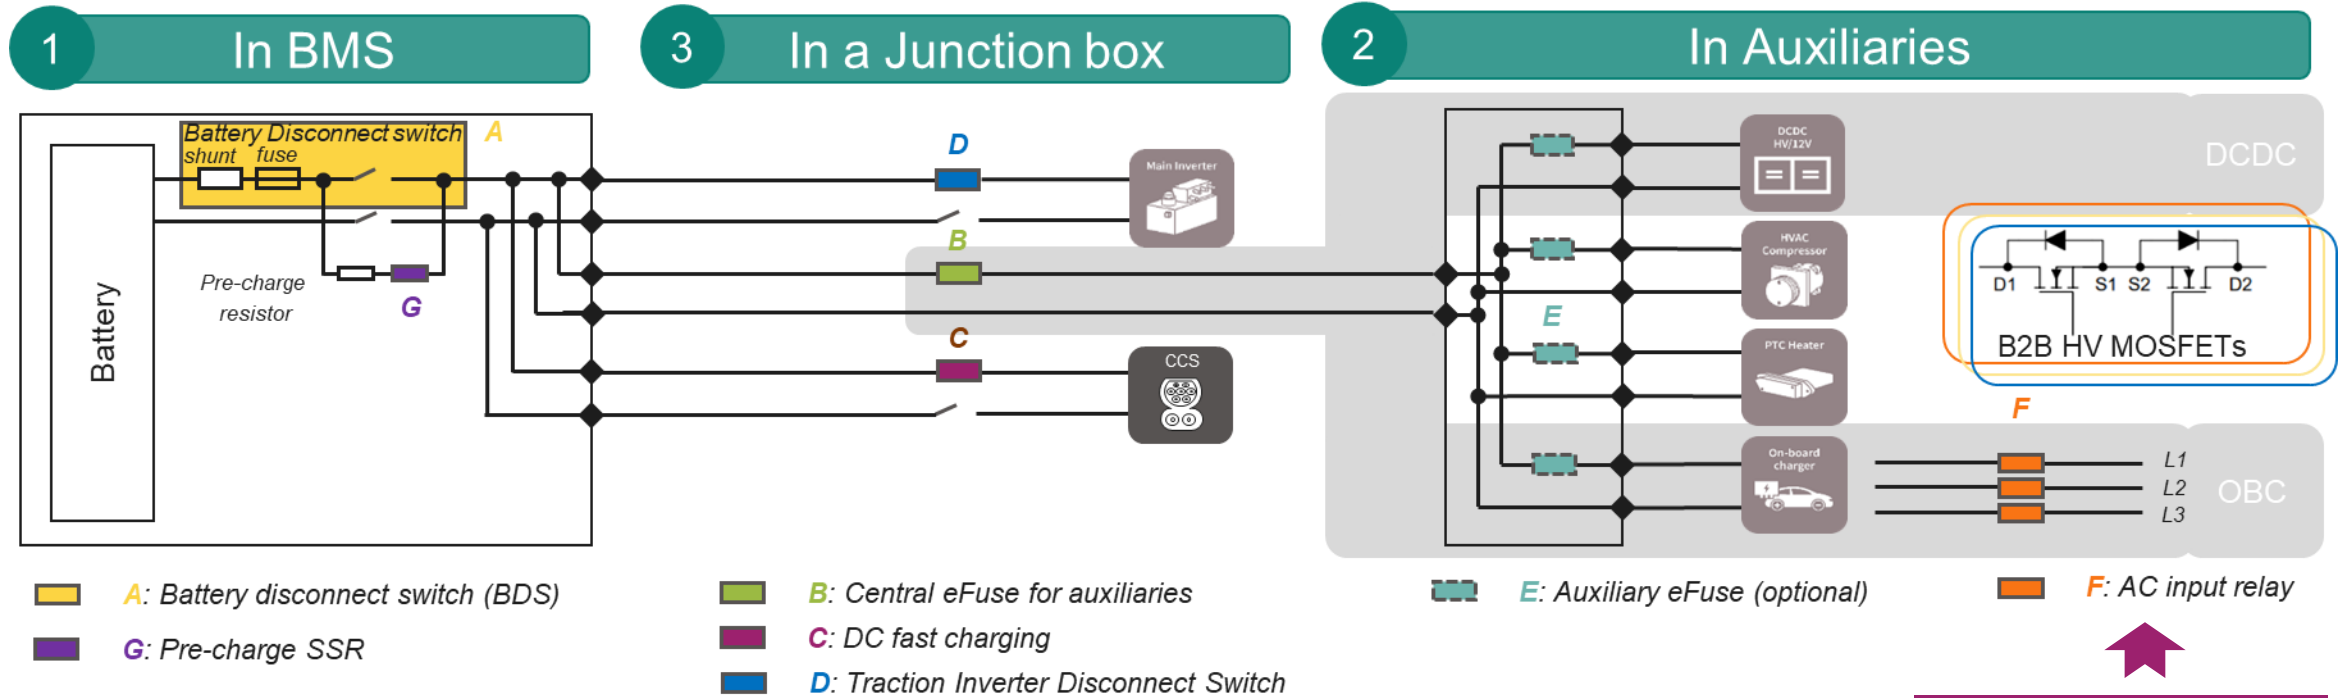 1
In BMS
3
In a Junction box
2
In Auxiliaries
Battery Disconnect switch
A
shunt
fuse
Pre-charge
resistor
G
Battery
D
Main Inverter
B
C
CCS
E
DCDC
HV/12V
HVAC
Compressor
PTC Heater
On-board
charger
DCDC
D1
S1
S2
D2
B2B HV MOSFETs
F
L1
L2
L3
OBC
A: Battery disconnect switch (BDS)
G: Pre-charge SSR
B: Central eFuse for auxiliaries
C: DC fast charging
D: Traction Inverter Disconnect Switch
E: Auxiliary eFuse (optional)
F: AC input relay